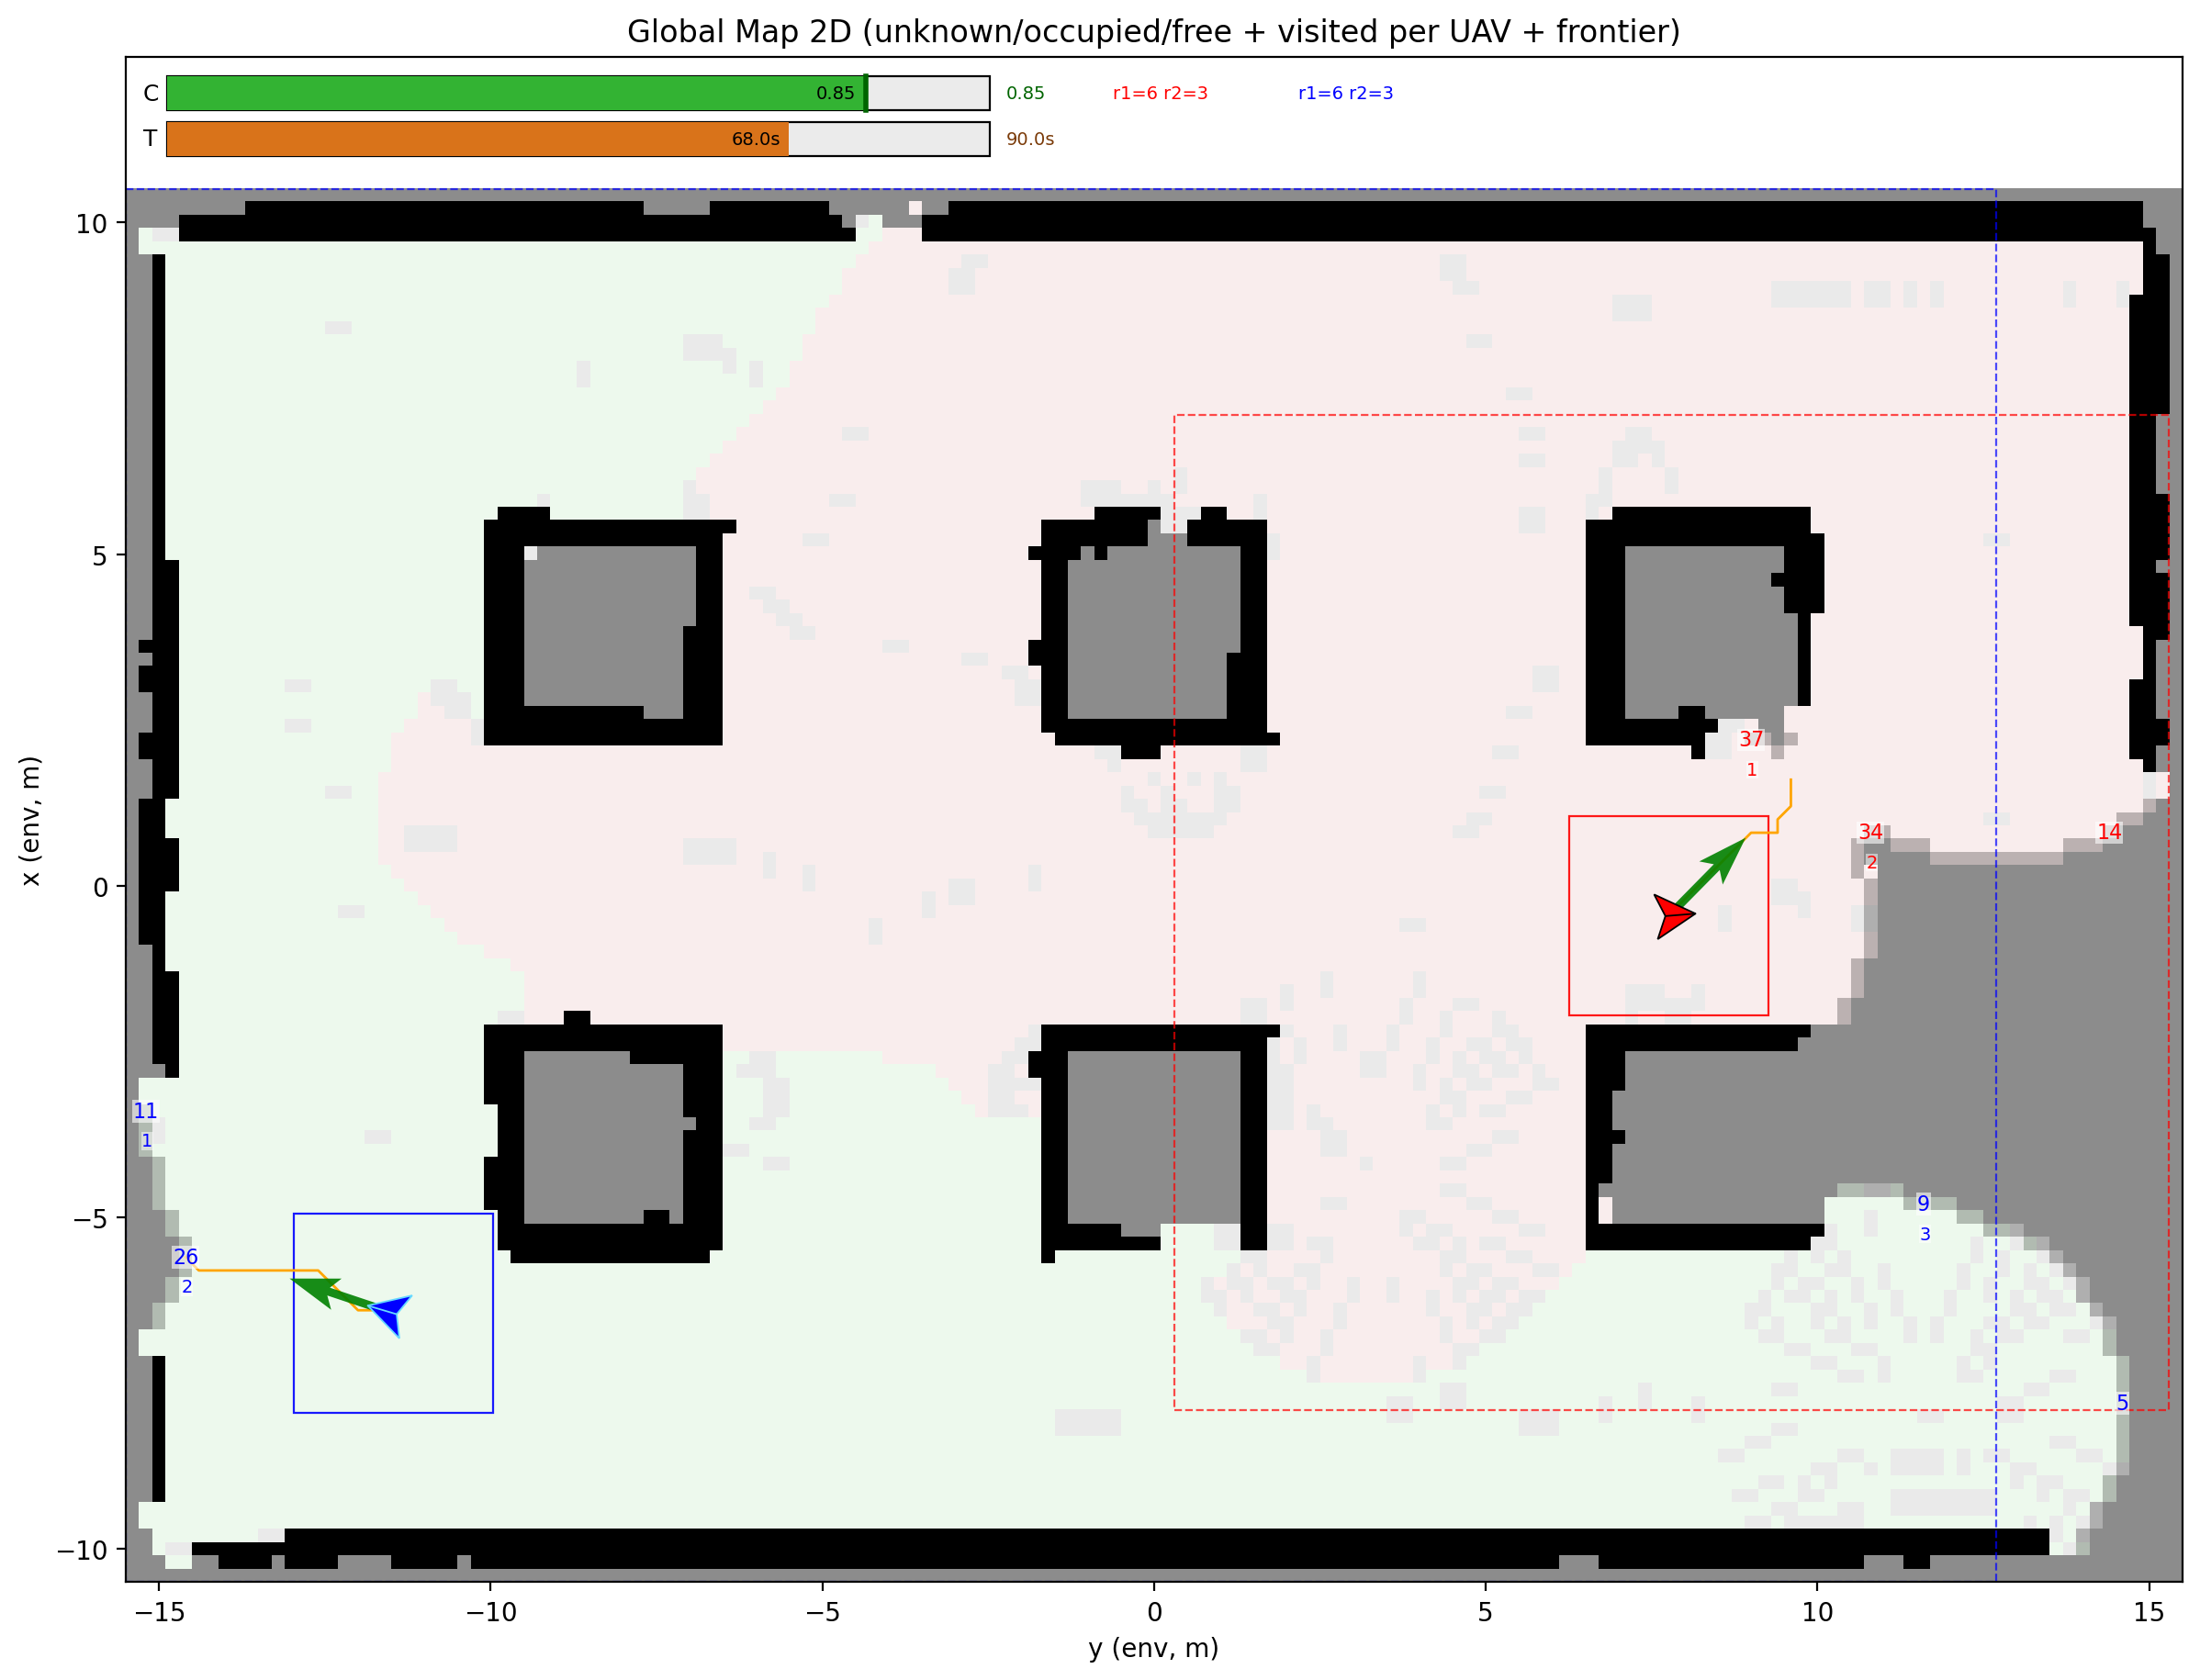 Global Map 2D (unknown/occupied/free + visited per UAV + frontier)
C 0.85 0.85 r1=6 r2=3 r1=6 r2=3
T 68.0s 90.0s
10
5
0
−5
−10
x (env, m)
37
1
34
2
14
11
1
26
2
9
3
5
−15 −10 −5 0 5 10 15
y (env, m)